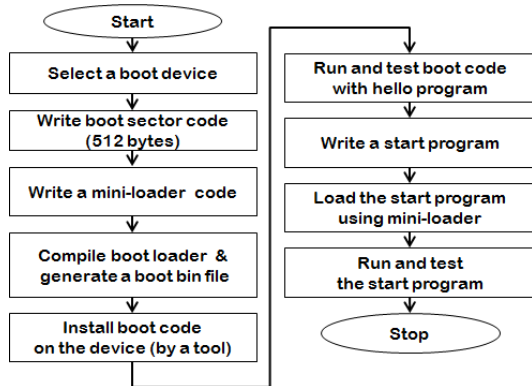 Start
Select a boot device
Write boot sector code
(512 bytes)
Write a mini-loader code
Compile boot loader &
generate a boot bin file
Install boot code
on the device (by a tool)
Run and test boot code
with hello program
Write a start program
Load the start program
using mini-loader
Run and test
the start program
Stop